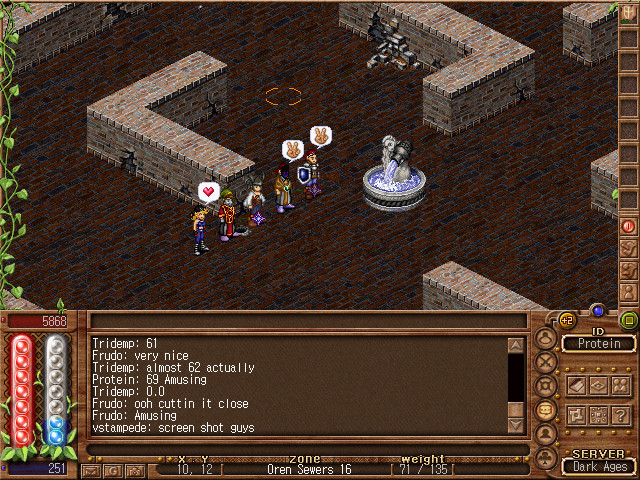 +2
5868
ID
Protein
Tridemp: 61
Frudo: very nice
Tridemp: almost 62 actually
Protein: 69 Amusing
Tridemp: 0.0
Frudo: ooh cuttin it close
Frudo: Amusing
vstampede: screen shot guys
x y zone weight
251 10, 12 Oren Sewers 16 71 / 135
SERVER
Dark Ages